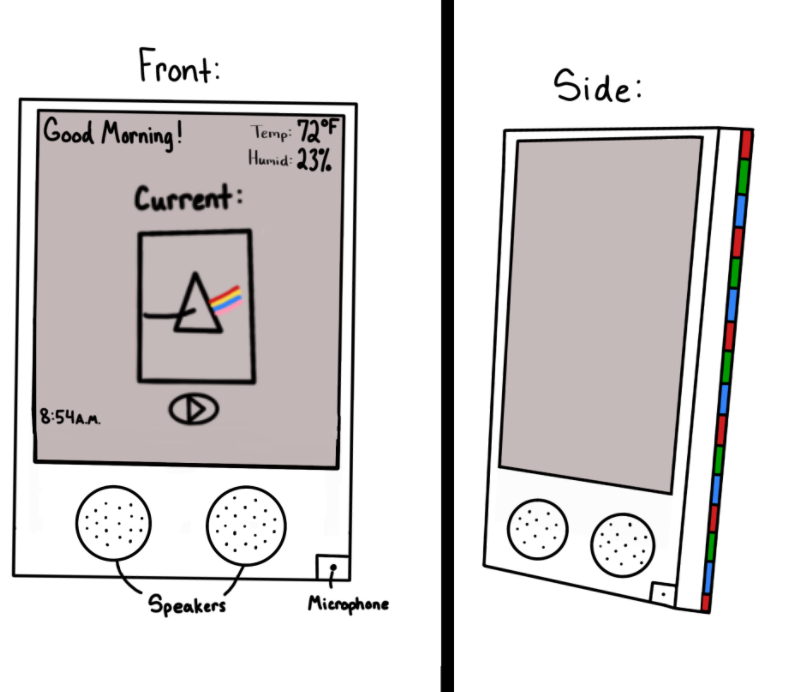 Front:
Good Morning!
Temp: 72°F
Humid: 23%
Current:
8:54A.M.
Speakers
Microphone
Side: